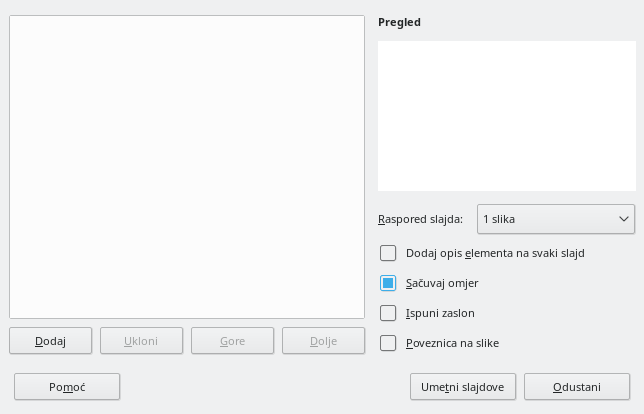 Pregled
Raspored slajda: 1 slika
Dodaj opis elementa na svaki slajd
Sačuvaj omjer
Ispuni zaslon
Poveznica na slike
Dodaj Ukloni Gore Dolje
Pomoć Umetni slajdove Odustani